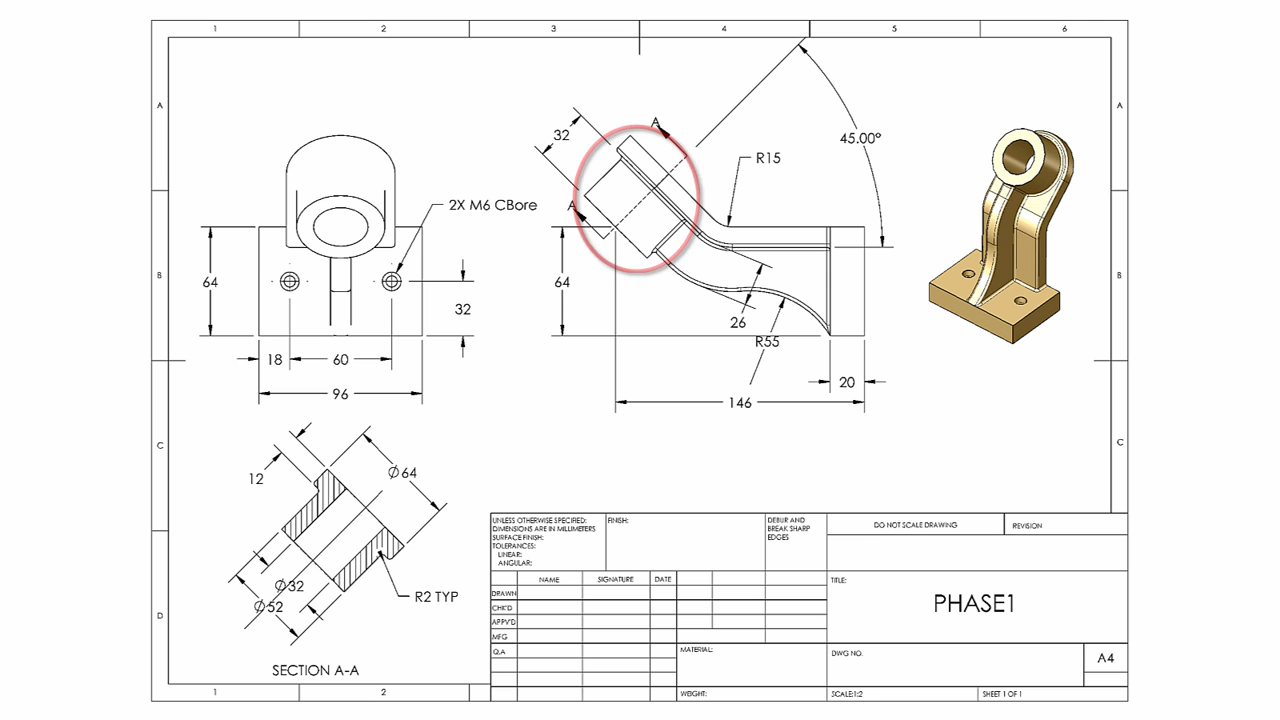 1 2 3 4 5 6
A A
B B
C C
D
32
A
A
45.00°
R15
2X M6 CBore
64
32
18 60
96
64
26
R55
20
146
12
Ø64
Ø32
Ø52
R2 TYP
SECTION A-A
1 2
UNLESS OTHERWISE SPECIFIED:
DIMENSIONS ARE IN MILLIMETERS
SURFACE FINISH:
TOLERANCES:
LINEAR:
ANGULAR:
FINISH:
DEBUR AND
BREAK SHARP
EDGES
DO NOT SCALE DRAWING
REVISION
NAME SIGNATURE DATE
DRAWN
CHK'D
APPV'D
MFG
Q.A
TITLE:
PHASE1
MATERIAL:
DWG NO.
A4
WEIGHT:
SCALE:1:2
SHEET 1 OF 1